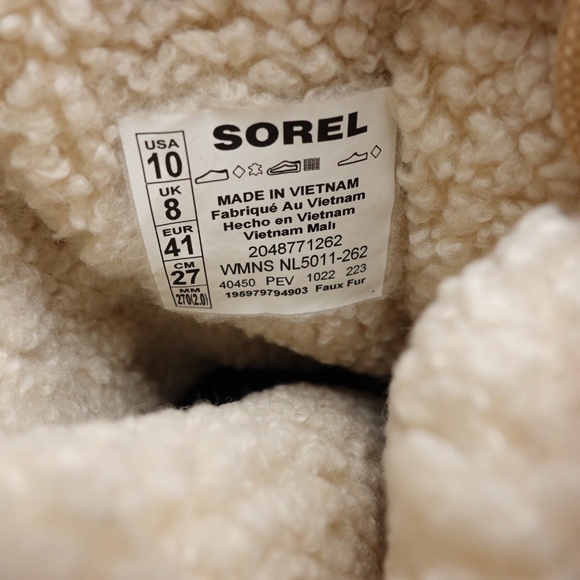 USA
10
UK
8
EUR
41
CM
27
MM
270(2.0)
SOREL
MADE IN VIETNAM
Fabriqué Au Vietnam
Hecho en Vietnam
Vietnam Malı
2048771262
WMNS NL5011-262
40450 PEV 1022 223
195979794903 Faux Fur